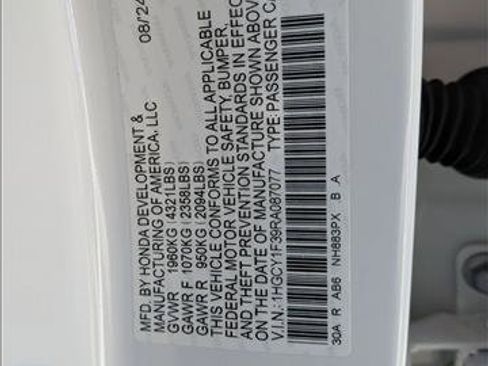 MFD. BY HONDA DEVELOPMENT & 08/24
MANUFACTURING OF AMERICA, LLC
GVWR 1960KG (4321LBS)
GAWR F 1070KG (2358LBS)
GAWR R 950KG (2094LBS)
THIS VEHICLE CONFORMS TO ALL APPLICABLE
FEDERAL MOTOR VEHICLE SAFETY, BUMPER,
AND THEFT PREVENTION STANDARDS IN EFFEC
ON THE DATE OF MANUFACTURE SHOWN ABOV
V.I.N.: 1HGCY1F39RA087077 TYPE: PASSENGER CA
30A R AB6 NH883PX B A